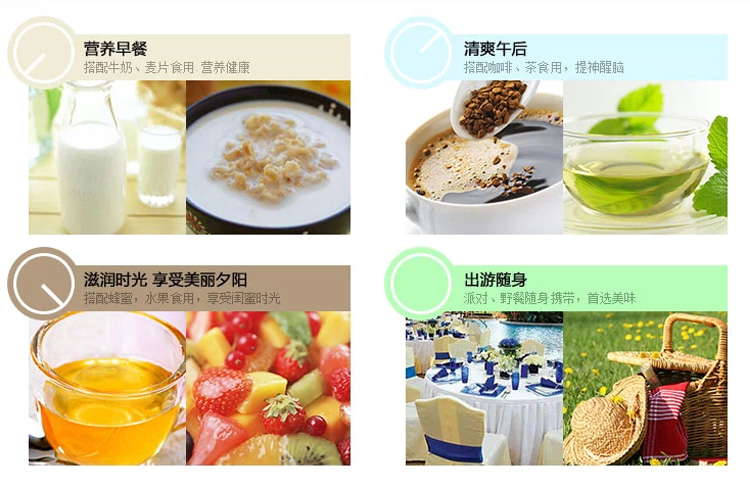 营养早餐
搭配牛奶、麦片食用.营养健康
清爽午后
搭配咖啡、茶食用，提神醒脑
滋润时光 享受美丽夕阳
搭配蜂蜜，水果食用，享受闺蜜时光
出游随身
派对、野餐随身携带，首选美味